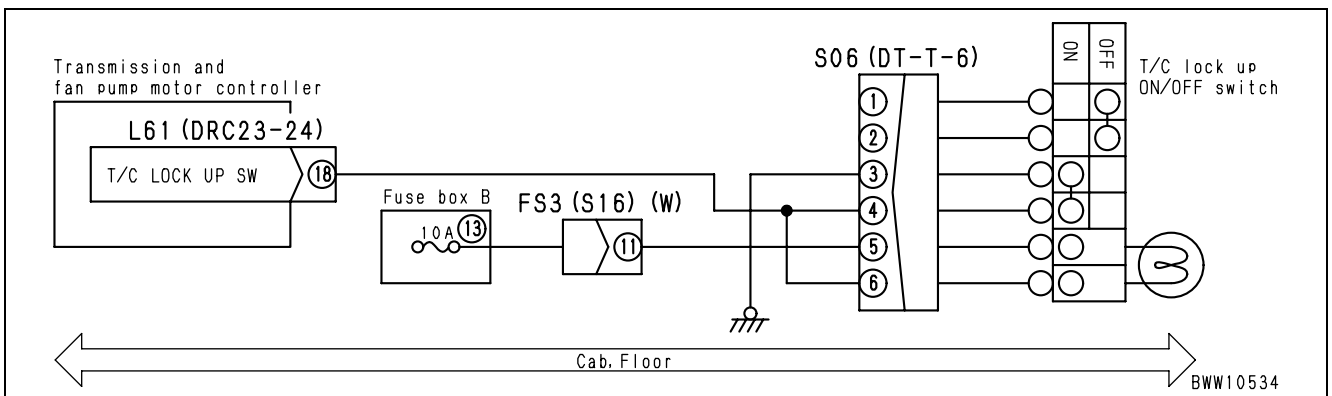 Transmission and
fan pump motor controller
L61 (DRC23-24)
T/C LOCK UP SW
18
Fuse box B
10A
13
FS3 (S16) (W)
11
S06 (DT-T-6)
1
2
3
4
5
6
ON
OFF
T/C lock up
ON/OFF switch
Cab, Floor
BWW10534